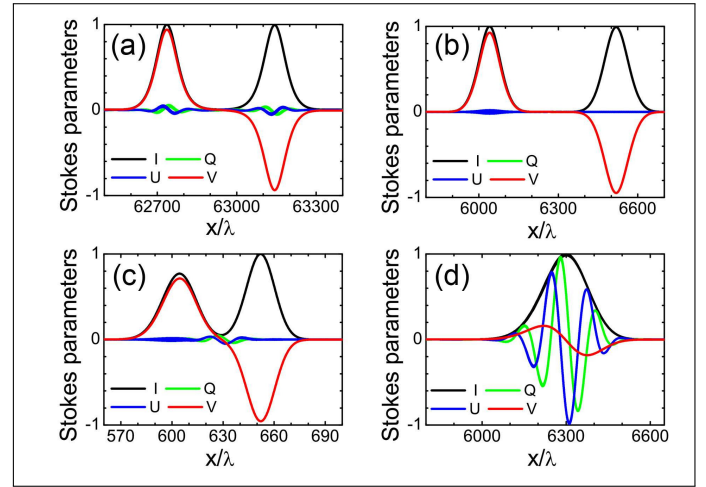 (a)
Stokes parameters
1
0
-1
I Q
U V
62700 63000 63300
x/λ
(b)
Stokes parameters
1
0
-1
I Q
U V
6000 6300 6600
x/λ
(c)
Stokes parameters
1
0
-1
I Q
U V
570 600 630 660 690
x/λ
(d)
Stokes parameters
1
0
-1
I Q
U V
6000 6300 6600
x/λ